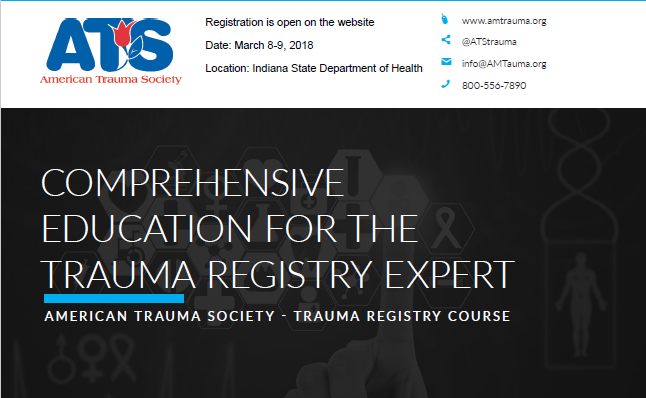 ATS
American Trauma Society
Registration is open on the website
Date: March 8-9, 2018
Location: Indiana State Department of Health
www.amtrauma.org
@ATStrauma
info@AMTauma.org
800-556-7890
COMPREHENSIVE
EDUCATION FOR THE
TRAUMA REGISTRY EXPERT
AMERICAN TRAUMA SOCIETY - TRAUMA REGISTRY COURSE